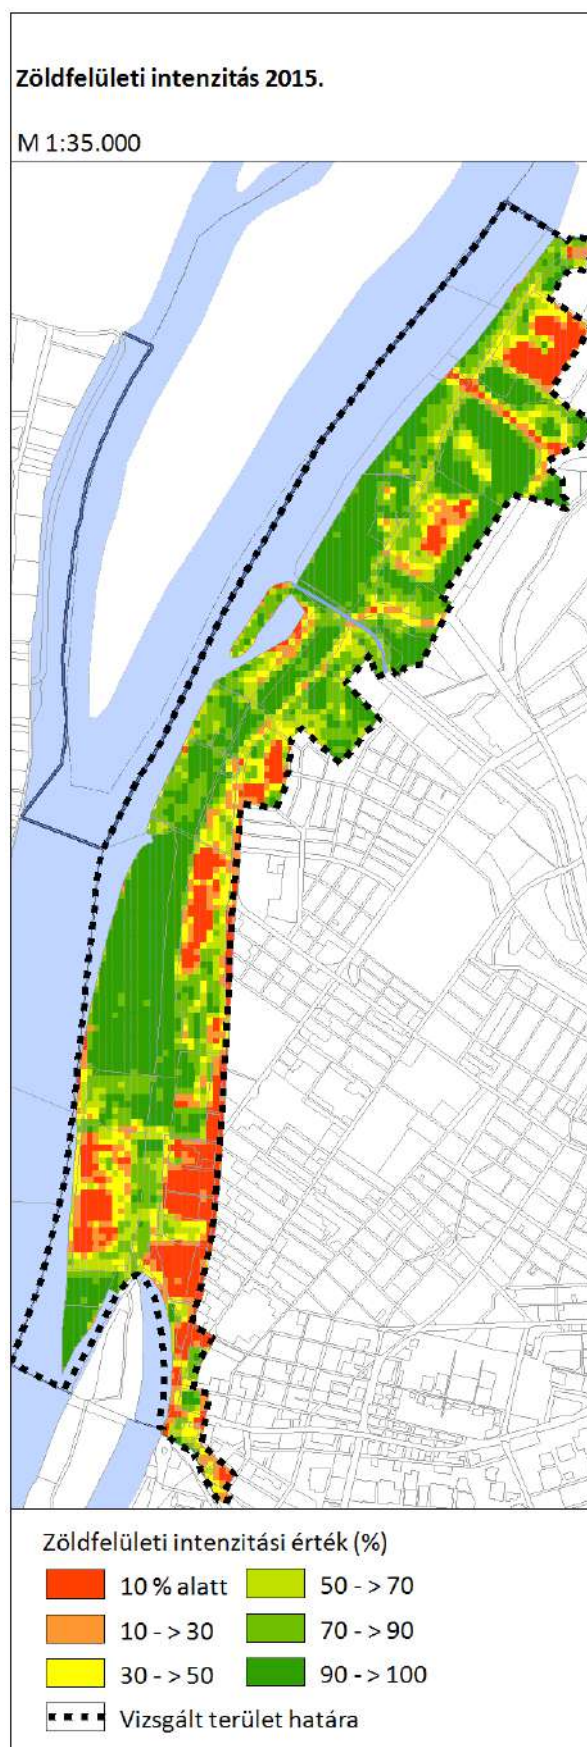 Zöldfelületi intenzitás 2015.
M 1:35.000
Zöldfelületi intenzitási érték (%)
10 % alatt
50 - > 70
10 - > 30
70 - > 90
30 - > 50
90 - > 100
Vizsgált terület határa